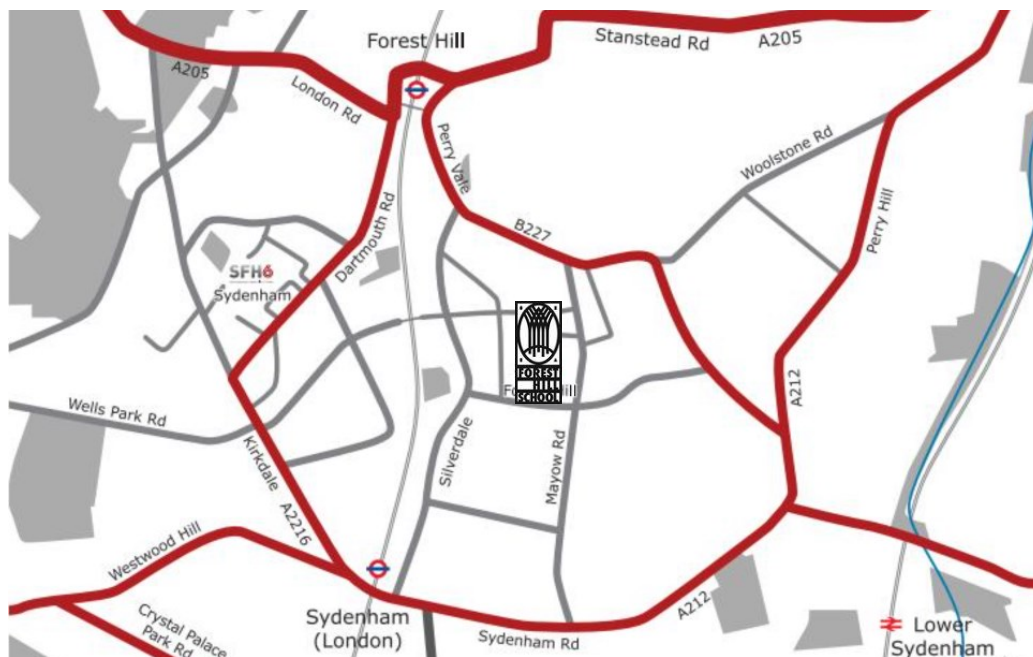 Forest Hill
Stanstead Rd
A205
A205
London Rd
Perry Vale
Woolstone Rd
Dartmouth Rd
B227
Perry Hill
SFH6
Sydenham
FOREST
HILL
SCHOOL
A212
Wells Park Rd
Kirkdale
Silverdale
Mayow Rd
A2216
Westwood Hill
Crystal Palace
Park Rd
Sydenham
(London)
Sydenham Rd
A212
Lower
Sydenham